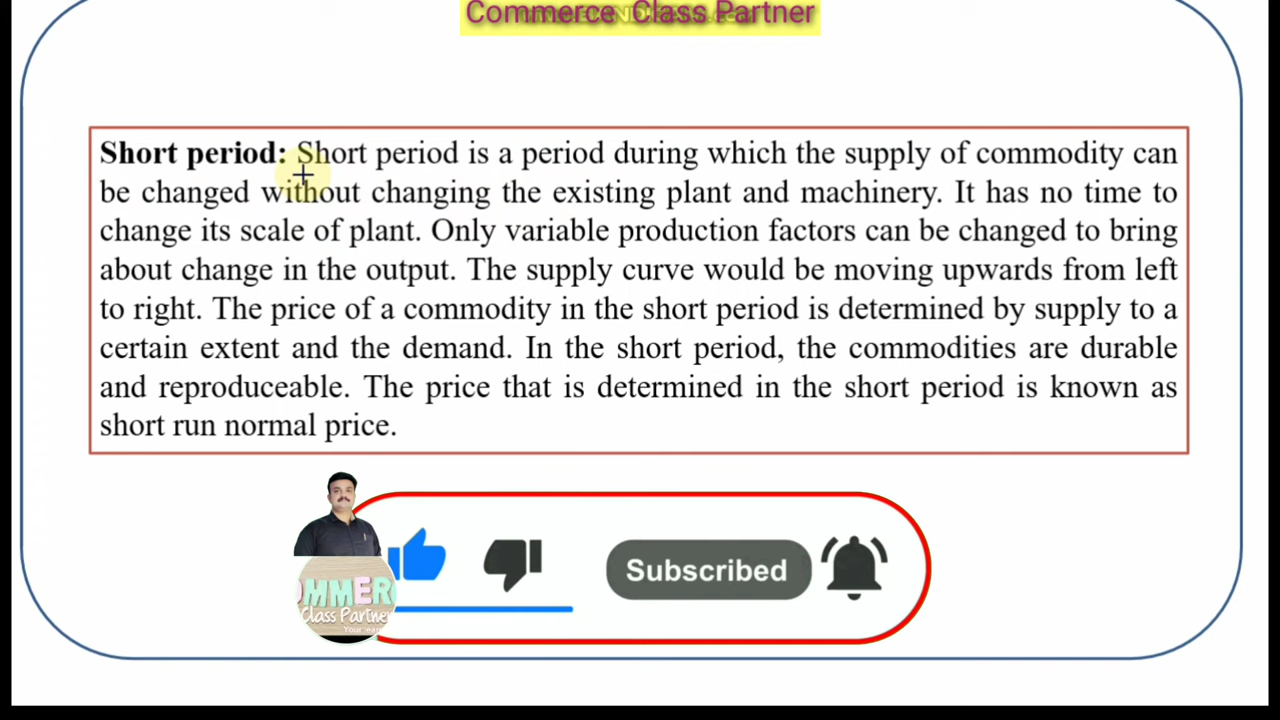 Commerce Class Partner
Short period: Short period is a period during which the supply of commodity can
be changed without changing the existing plant and machinery. It has no time to
change its scale of plant. Only variable production factors can be changed to bring
about change in the output. The supply curve would be moving upwards from left
to right. The price of a commodity in the short period is determined by supply to a
certain extent and the demand. In the short period, the commodities are durable
and reproduceable. The price that is determined in the short period is known as
short run normal price.
Subscribed
OMMER
Class Partner